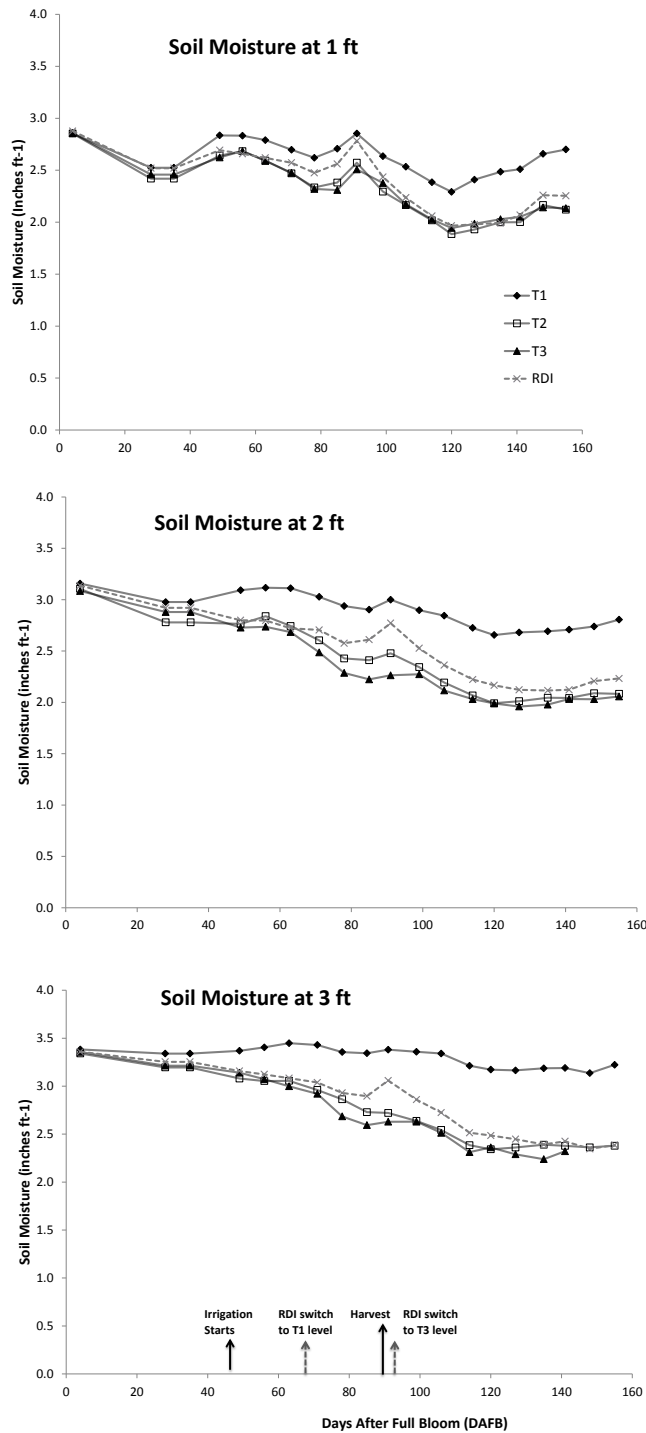 Soil Moisture at 1 ft
Soil Moisture (Inches ft-1)
4.0
3.5
3.0
2.5
2.0
1.5
1.0
0.5
0.0
T1
T2
T3
RDI
0 20 40 60 80 100 120 140 160
Soil Moisture at 2 ft
Soil Moisture (inches ft-1)
4.0
3.5
3.0
2.5
2.0
1.5
1.0
0.5
0.0
0 20 40 60 80 100 120 140 160
Soil Moisture at 3 ft
Soil Moisture (inches ft-1)
4.0
3.5
3.0
2.5
2.0
1.5
1.0
0.5
0.0
Irrigation
Starts
RDI switch
to T1 level
Harvest
RDI switch
to T3 level
0 20 40 60 80 100 120 140 160
Days After Full Bloom (DAFB)